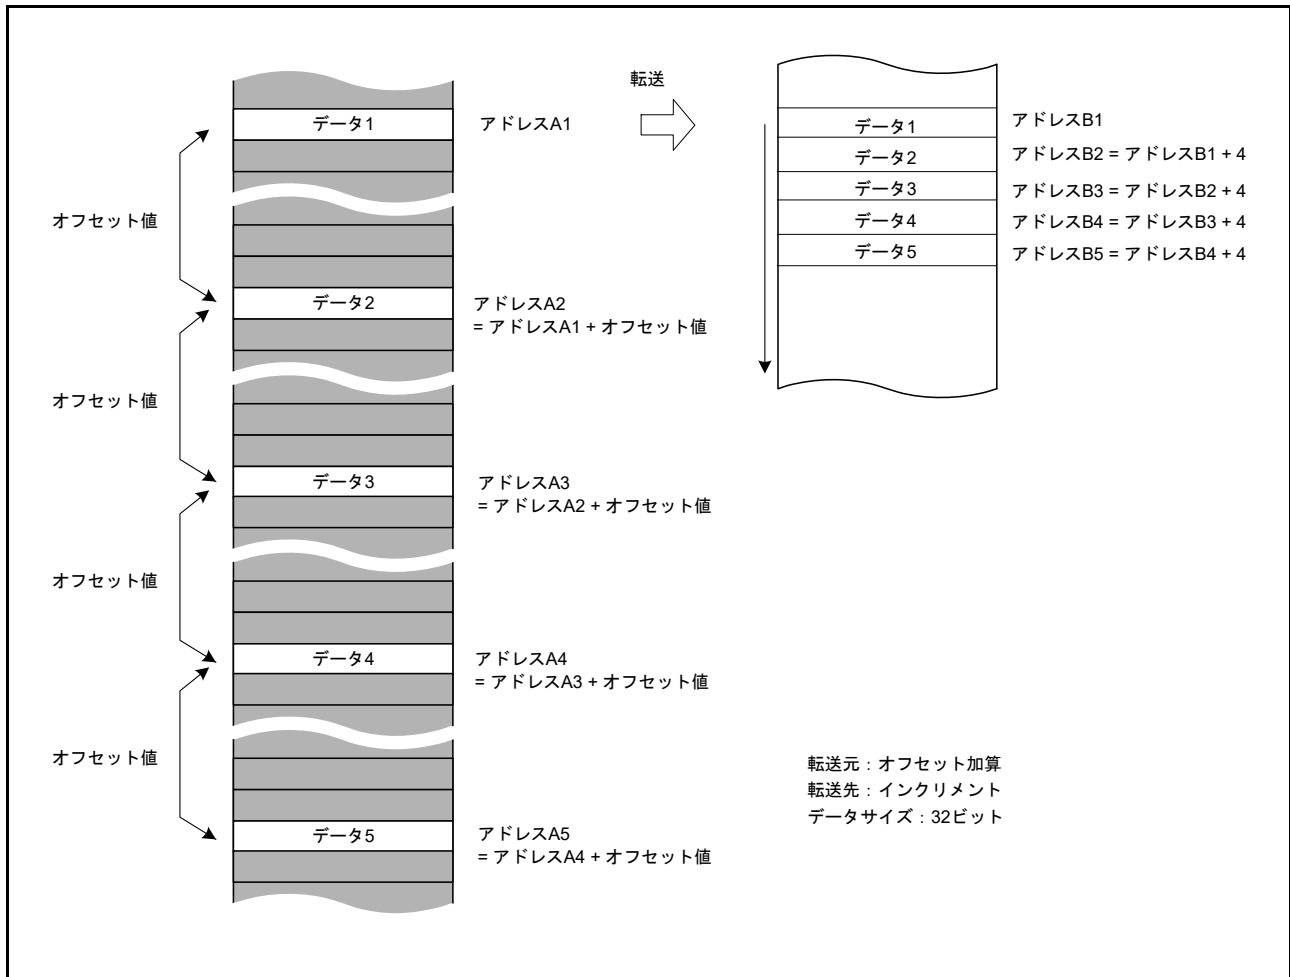 転送
データ1
アドレスA1
オフセット値
データ2
アドレスA2
= アドレスA1 + オフセット値
オフセット値
データ3
アドレスA3
= アドレスA2 + オフセット値
オフセット値
データ4
アドレスA4
= アドレスA3 + オフセット値
オフセット値
データ5
アドレスA5
= アドレスA4 + オフセット値
データ1
アドレスB1
データ2
アドレスB2 = アドレスB1 + 4
データ3
アドレスB3 = アドレスB2 + 4
データ4
アドレスB4 = アドレスB3 + 4
データ5
アドレスB5 = アドレスB4 + 4
転送元：オフセット加算
転送先：インクリメント
データサイズ：32ビット